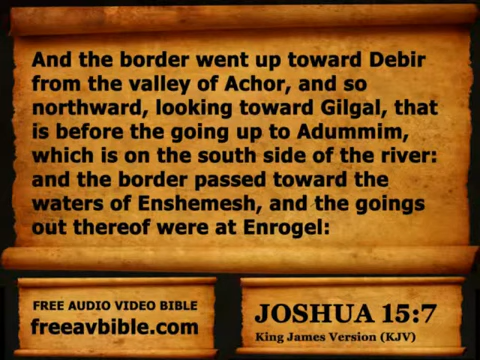 And the border went up toward Debir
from the valley of Achor, and so
northward, looking toward Gilgal, that
is before the going up to Adummim,
which is on the south side of the river:
and the border passed toward the
waters of Enshemesh, and the goings
out thereof were at Enrogel:
FREE AUDIO VIDEO BIBLE
freeavbible.com
JOSHUA 15:7
King James Version (KJV)